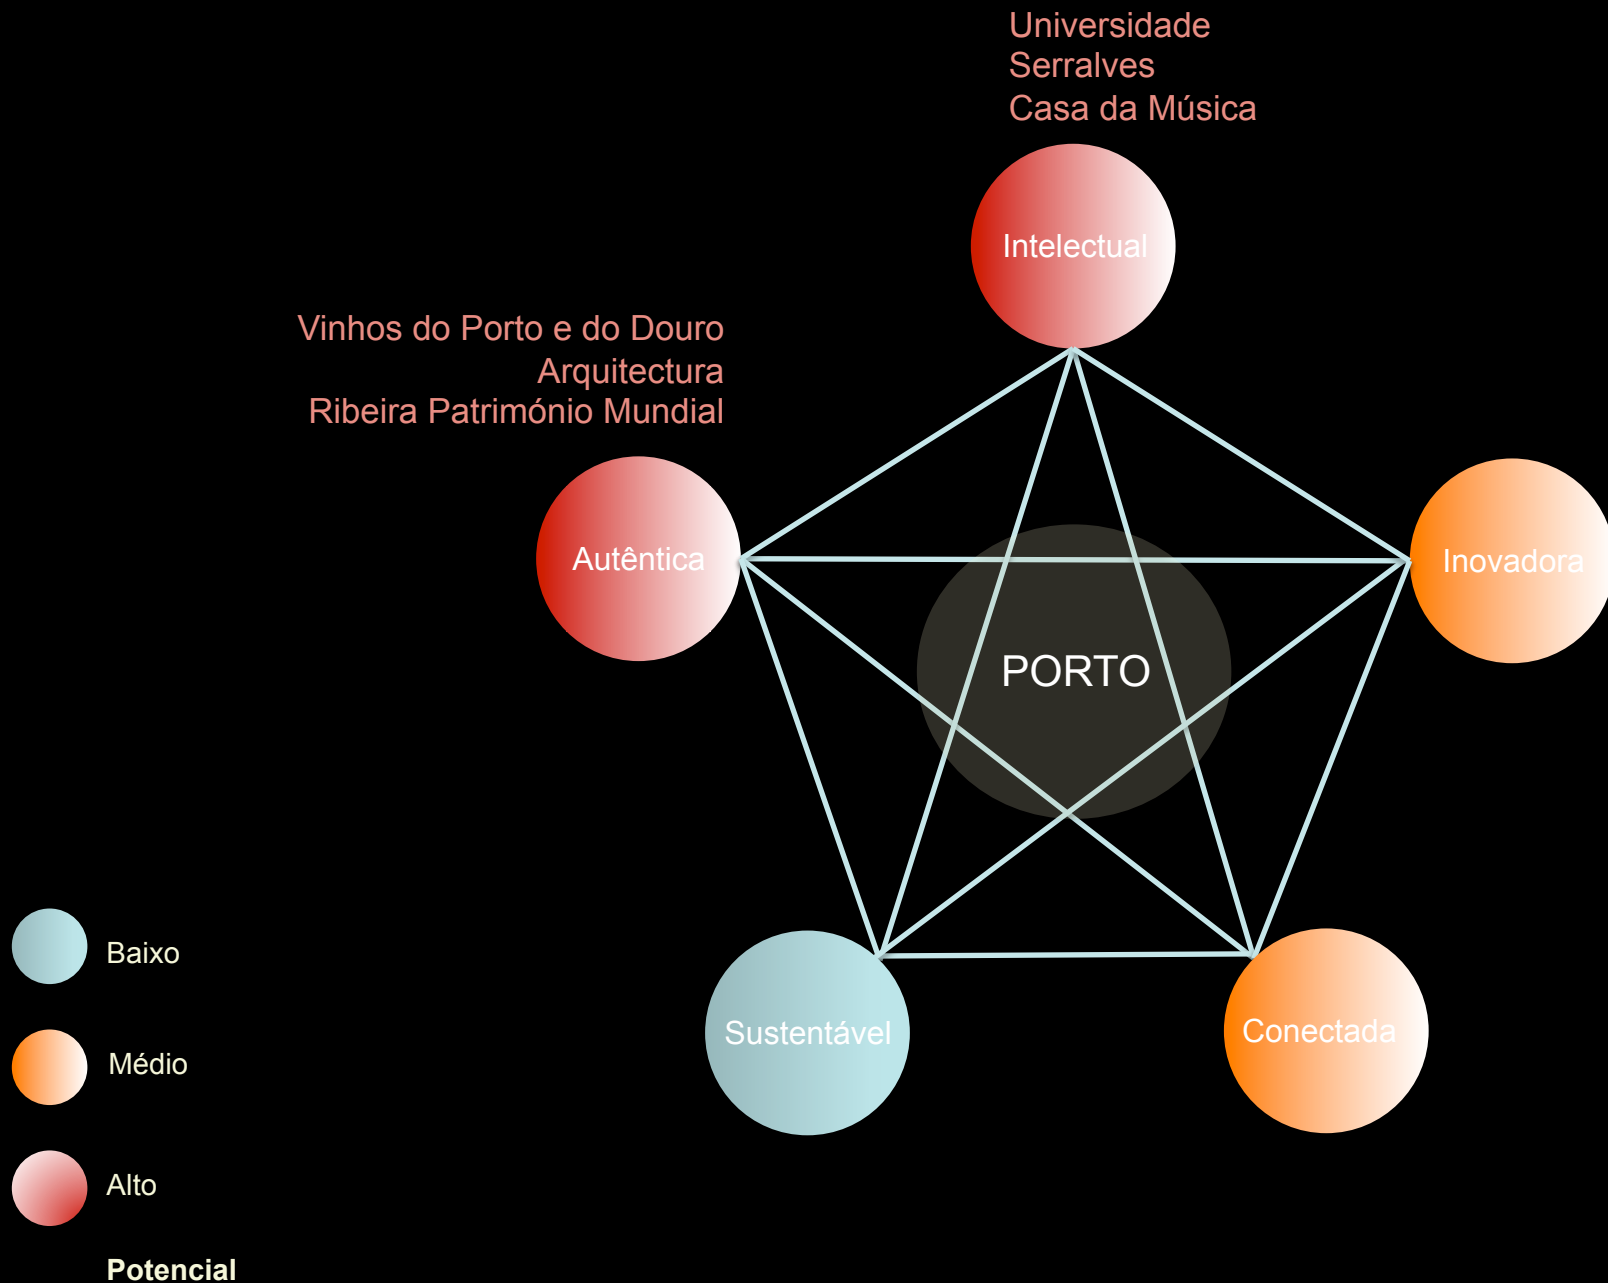 Universidade
Serralves
Casa da Música
Intelectual
Vinhos do Porto e do Douro
Arquitectura
Ribeira Património Mundial
Autêntica
Inovadora
PORTO
Sustentável
Conectada
Baixo
Médio
Alto
Potencial